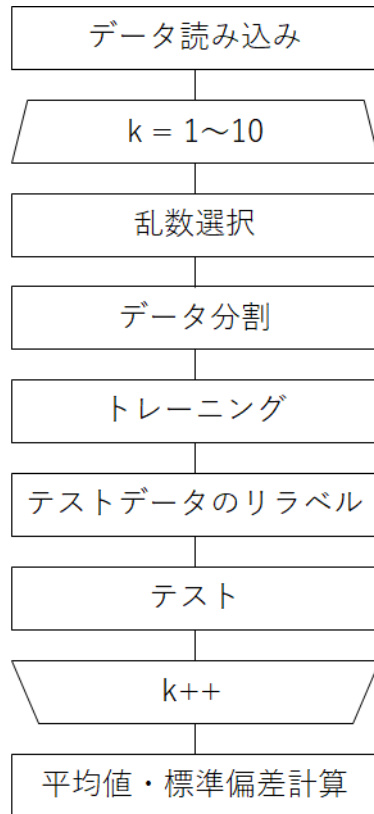 データ読み込み
k = 1～10
乱数選択
データ分割
トレーニング
テストデータのリラベル
テスト
k++
平均値・標準偏差計算